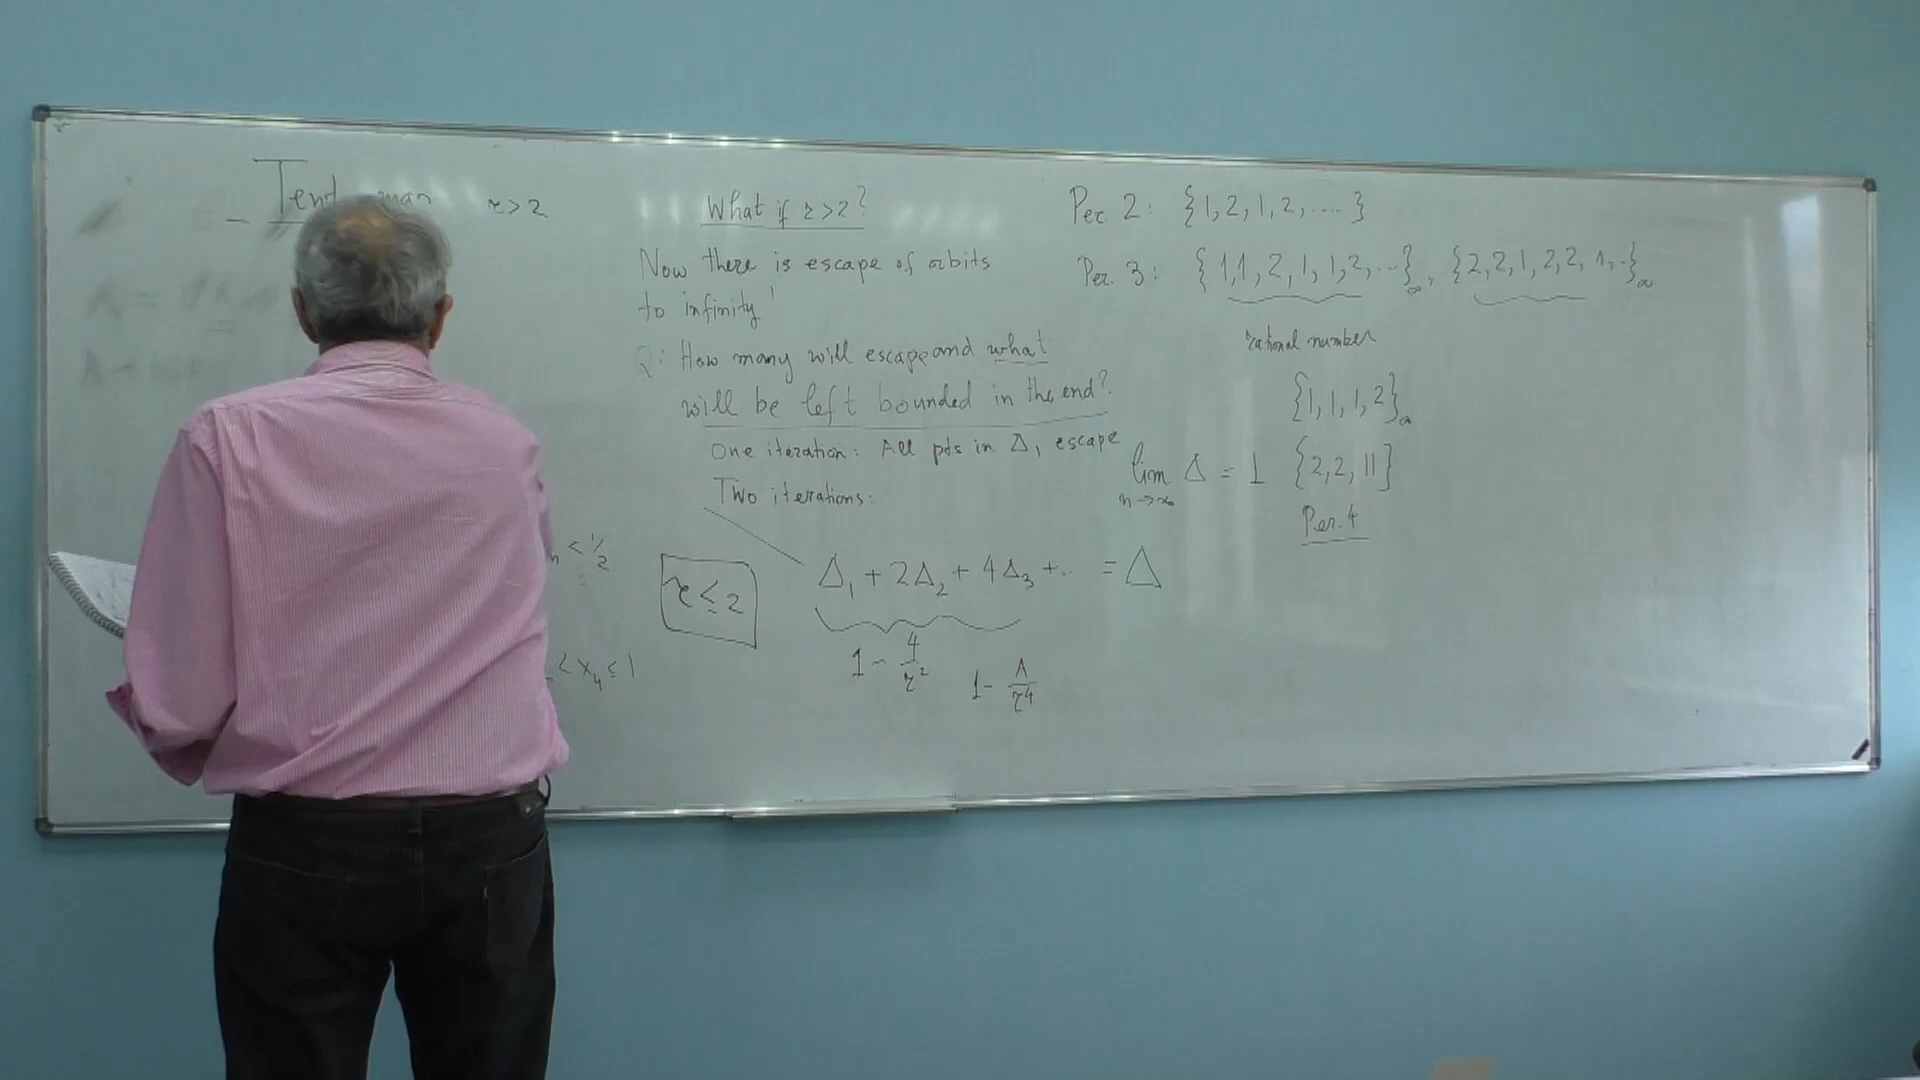 Tent map r>2
< 1/2
< x₄ ≤ 1
What if r>2?
Now there is escape of orbits
to infinity!
Q: How many will escape and what
will be left bounded in the end?
One iteration: All pts in Δ₁ escape
Two iterations:
r ≤ 2
Δ₁ + 2Δ₂ + 4Δ₃ + .. = Δ
1 - 4/r²
1 - /r⁴
Per. 2: {1, 2, 1, 2, .... }
Per. 3: {1,1, 2, 1, 1, 2, ...}∞, {2, 2, 1, 2, 2, 1, ..}∞
rational number
{1, 1, 1, 2}∞
lim n→∞ Δ = 1
{2, 2, 11}
Per. 4